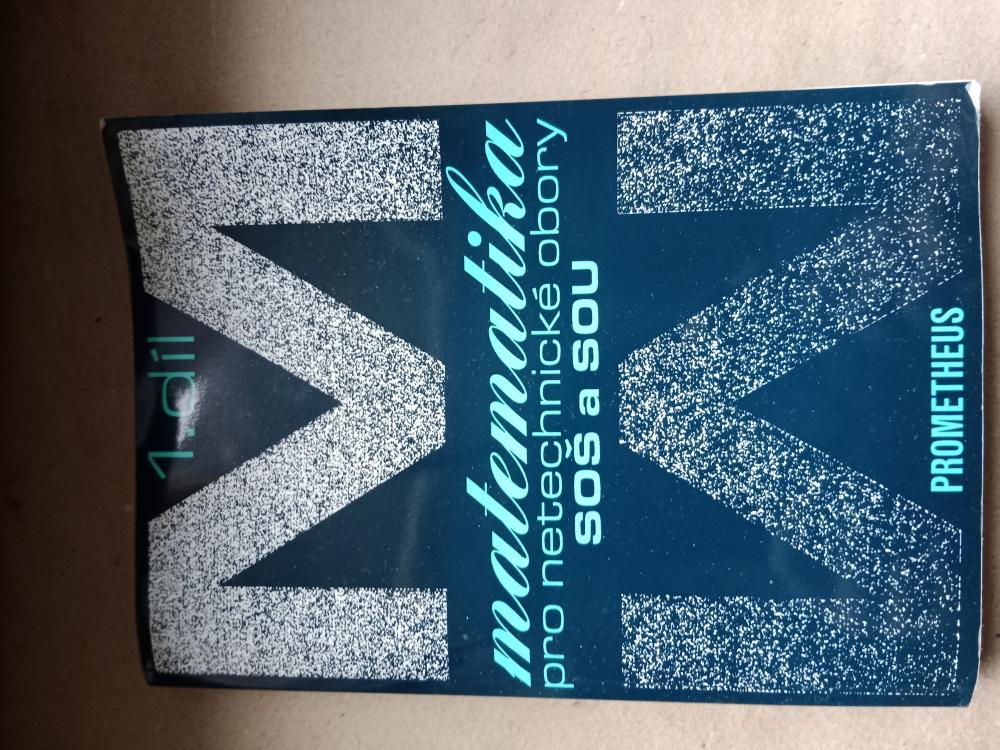 1. díl
matematika
pro netechnické obory
SOŠ a SOU
PROMETHEUS